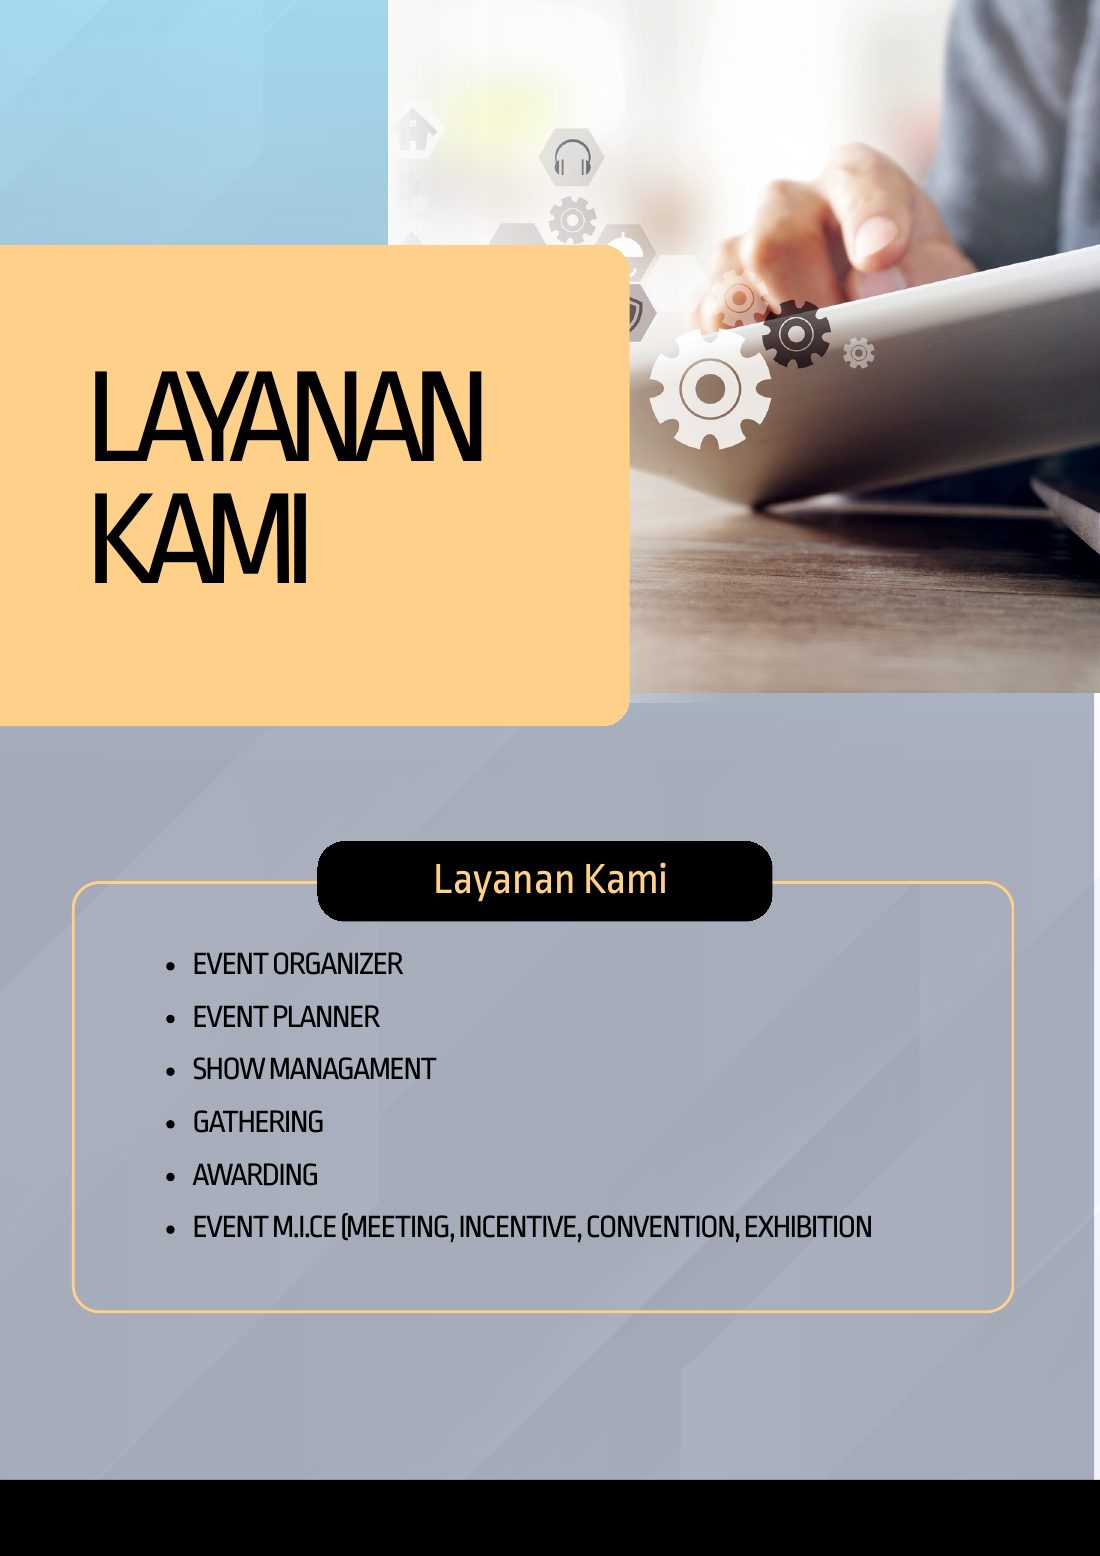 LAYANAN
KAMI
Layanan Kami
• EVENT ORGANIZER
• EVENT PLANNER
• SHOW MANAGAMENT
• GATHERING
• AWARDING
• EVENT M.I.CE (MEETING, INCENTIVE, CONVENTION, EXHIBITION